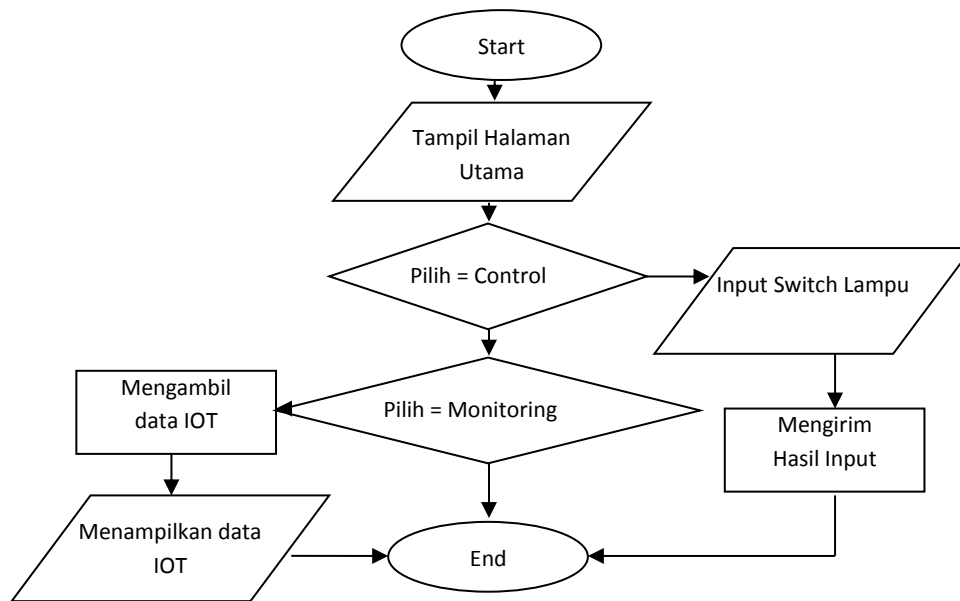 Start
Tampil Halaman
Utama
Pilih = Control
Input Switch Lampu
Mengambil
data IOT
Pilih = Monitoring
Mengirim
Hasil Input
Menampilkan data
IOT
End